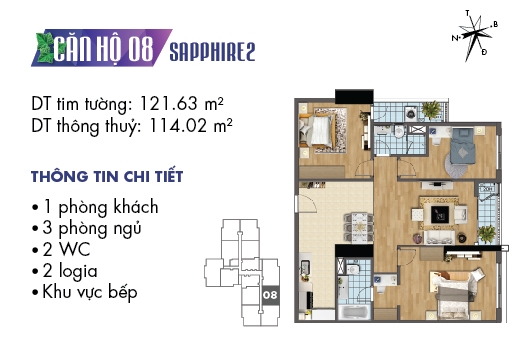 CĂN HỘ 08 SAPPHIRE2
T
B
N
Đ
DT tim tường: 121.63 m²
DT thông thuỷ: 114.02 m²
THÔNG TIN CHI TIẾT
• 1 phòng khách
• 3 phòng ngủ
• 2 WC
• 2 logia
• Khu vực bếp
08